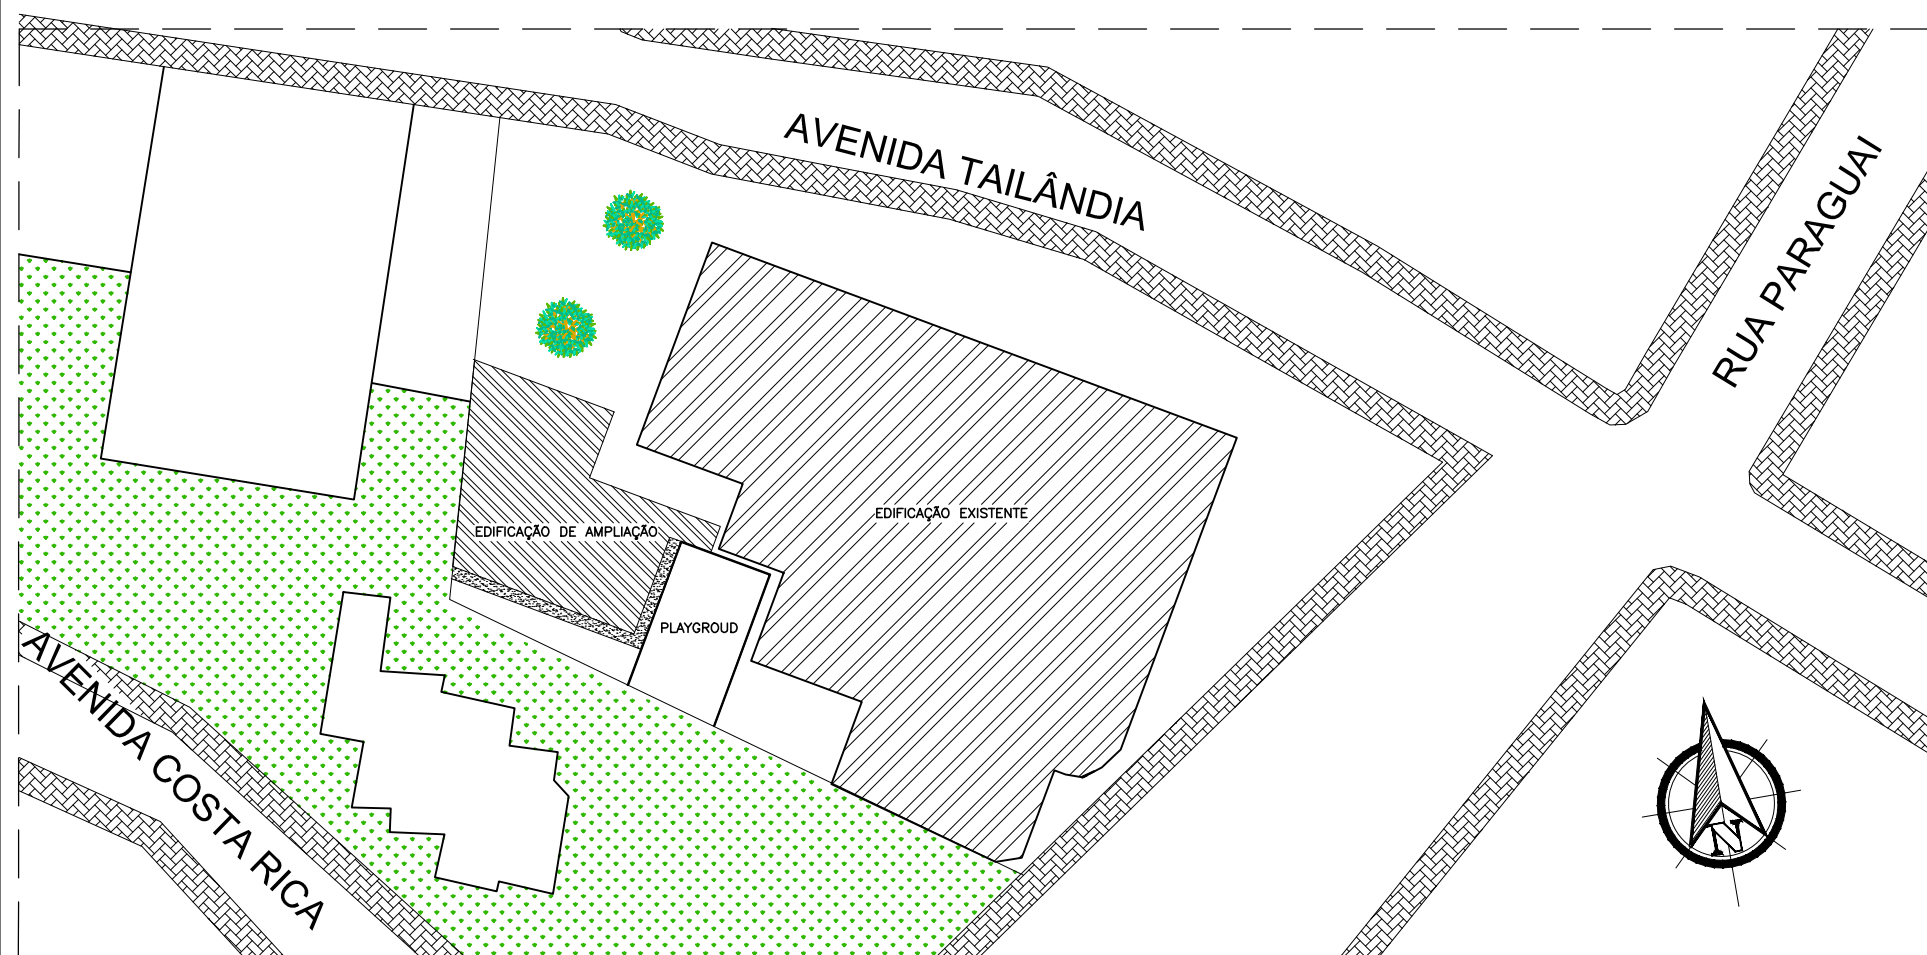 AVENIDA TAILÂNDIA
RUA PARAGUAI
EDIFICAÇÃO EXISTENTE
EDIFICAÇÃO DE AMPLIAÇÃO
PLAYGROUD
AVENIDA COSTA RICA
N